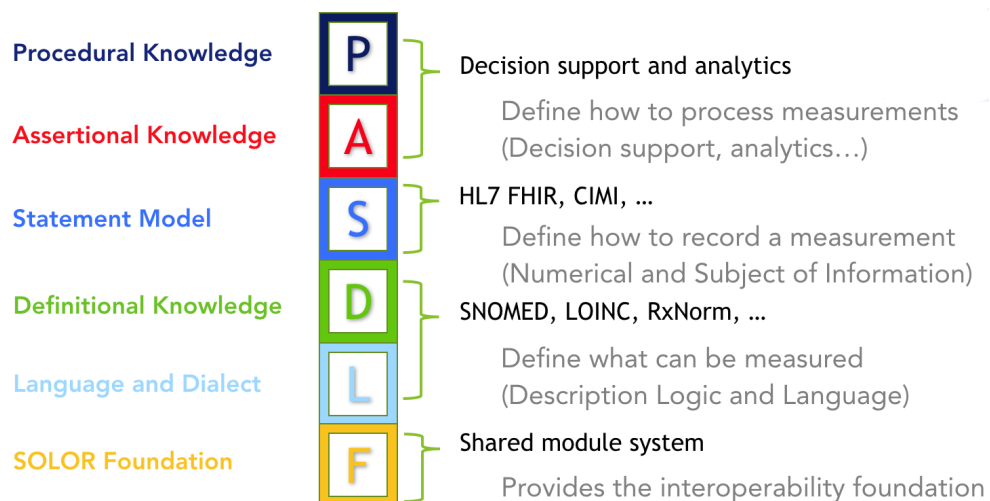 Procedural Knowledge
P
Decision support and analytics
Define how to process measurements
(Decision support, analytics...)
Assertional Knowledge
A
Statement Model
S
HL7 FHIR, CIMI, ...
Define how to record a measurement
(Numerical and Subject of Information)
Definitional Knowledge
D
SNOMED, LOINC, RxNorm, ...
Define what can be measured
(Description Logic and Language)
Language and Dialect
L
SOLOR Foundation
F
Shared module system
Provides the interoperability foundation